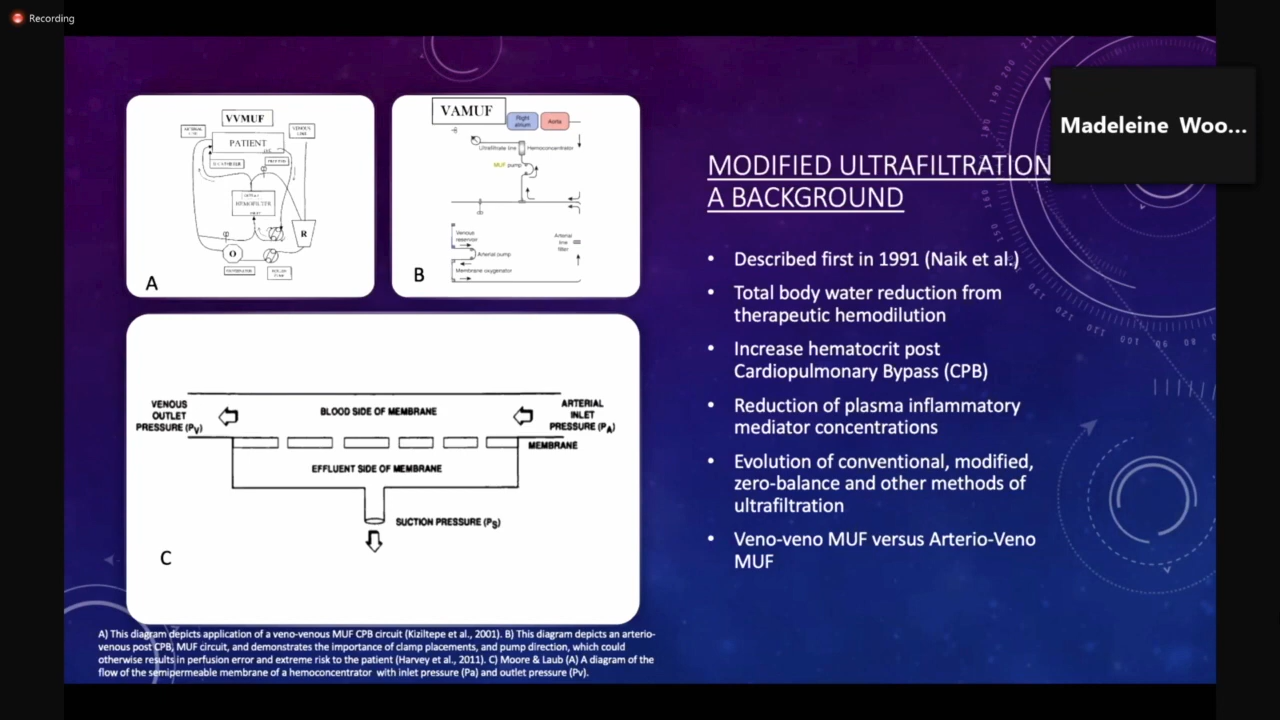 Recording
VVMUF
PATIENT
HEMOFILTER
R
O
A
VAMUF
Right
atrium
Aorta
Ultrafiltrate line
Hemoconcentrator
MUF pump
Venous
reservoir
Arterial pump
Membrane oxygenator
Arterial
line
filter
B
VENOUS
OUTLET
PRESSURE (PV)
BLOOD SIDE OF MEMBRANE
ARTERIAL
INLET
PRESSURE (PA)
MEMBRANE
EFFLUENT SIDE OF MEMBRANE
SUCTION PRESSURE (PS)
C
A) This diagram depicts application of a veno-venous MUF CPB circuit (Kiziltepe et al., 2001). B) This diagram depicts an arterio-
venous post CPB, MUF circuit, and demonstrates the importance of clamp placements, and pump direction, which could
otherwise results in perfusion error and extreme risk to the patient (Harvey et al., 2011). C) Moore & Laub (A) A diagram of the
flow of the semipermeable membrane of a hemoconcentrator with inlet pressure (Pa) and outlet pressure (Pv).
Madeleine Woo...
MODIFIED ULTRAFILTRATION
A BACKGROUND
• Described first in 1991 (Naik et al.)
• Total body water reduction from
therapeutic hemodilution
• Increase hematocrit post
Cardiopulmonary Bypass (CPB)
• Reduction of plasma inflammatory
mediator concentrations
• Evolution of conventional, modified,
zero-balance and other methods of
ultrafiltration
• Veno-veno MUF versus Arterio-Veno
MUF